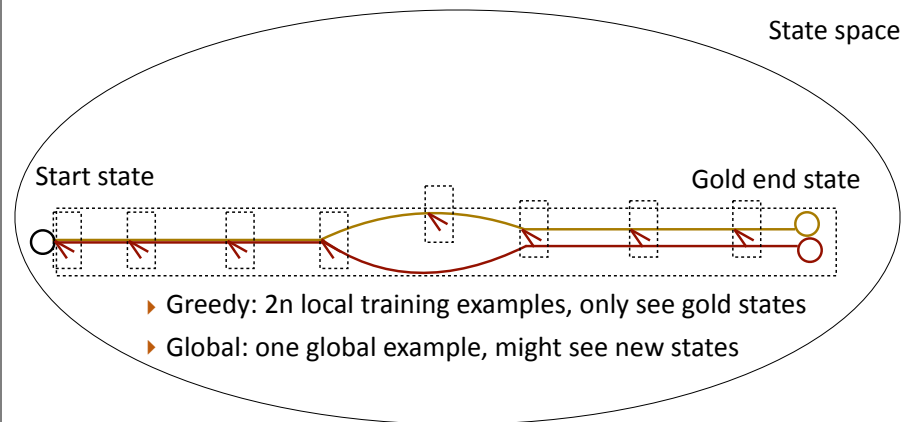 State space
Start state
Gold end state
Greedy: 2n local training examples, only see gold states
Global: one global example, might see new states